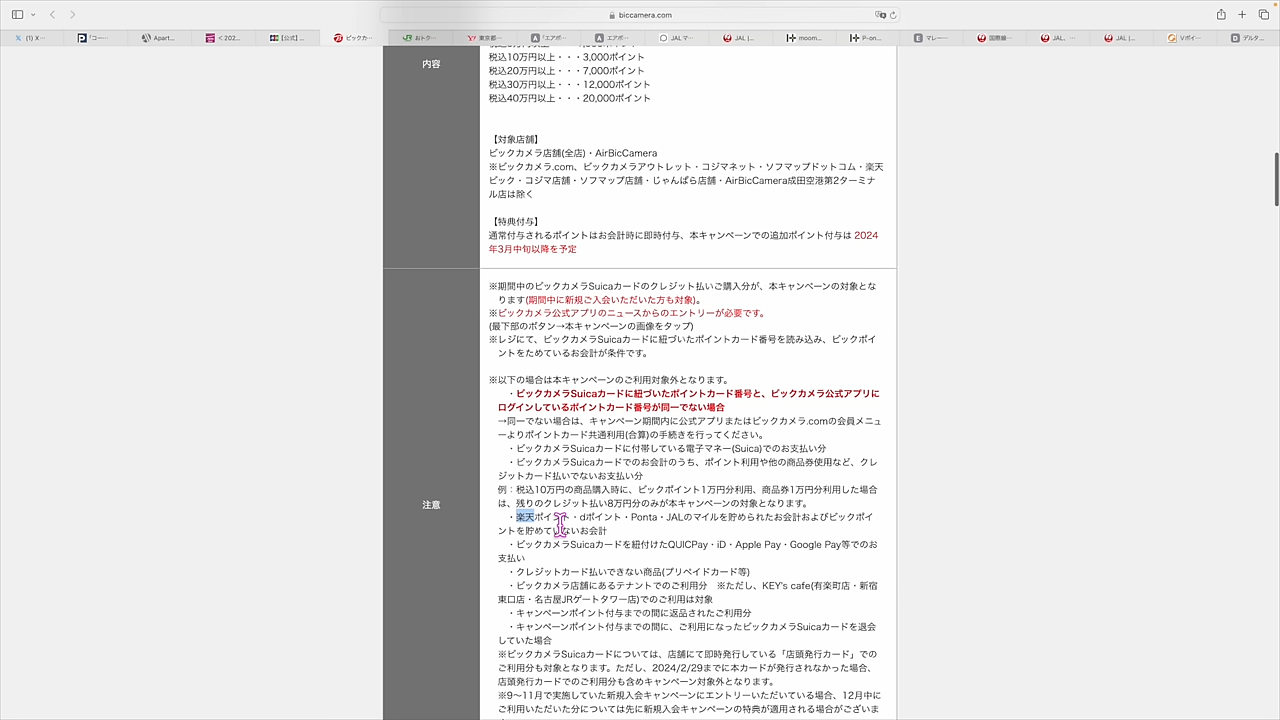 biccamera.com
(1) X ...
「コー...
Apart...
<202...
【公式】...
ビックカ...
おトク...
東京都...
「エアポ...
エアポ...
JALマ...
JAL |...
moom...
P-on...
マレー...
国際線...
JAL、...
JAL |...
Vポイ...
デルタ...
内容
税込10万円以上・・・3,000ポイント
税込20万円以上・・・7,000ポイント
税込30万円以上・・・12,000ポイント
税込40万円以上・・・20,000ポイント
【対象店舗】
ビックカメラ店舗(全店)・AirBicCamera
※ビックカメラ.com、ビックカメラアウトレット・コジマネット・ソフマップドットコム・楽天
ビック・コジマ店舗・ソフマップ店舗・じゃんぱら店舗・AirBicCamera成田空港第2ターミナ
ル店は除く
【特典付与】
通常付与されるポイントはお会計時に即時付与、本キャンペーンでの追加ポイント付与は 2024
年3月中旬以降を予定
注意
※期間中のビックカメラSuicaカードのクレジット払いご購入分が、本キャンペーンの対象とな
ります(期間中に新規ご入会いただいた方も対象)。
※ビックカメラ公式アプリのニュースからのエントリーが必要です。
(最下部のボタン→本キャンペーンの画像をタップ)
※レジにて、ビックカメラSuicaカードに紐づいたポイントカード番号を読み込み、ビックポイ
ントをためているお会計が条件です。
※以下の場合は本キャンペーンのご利用対象外となります。
・ビックカメラSuicaカードに紐づいたポイントカード番号と、ビックカメラ公式アプリに
ログインしているポイントカード番号が同一でない場合
→同一でない場合は、キャンペーン期間内に公式アプリまたはビックカメラ.comの会員メニュ
ーよりポイントカード共通利用(合算)の手続きを行ってください。
・ビックカメラSuicaカードに付帯している電子マネー(Suica)でのお支払い分
・ビックカメラSuicaカードでのお会計のうち、ポイント利用や他の商品券使用など、クレ
ジットカード払いでないお支払い分
例：税込10万円の商品購入時に、ビックポイント1万円分利用、商品券1万円分利用した場合
は、残りのクレジット払い8万円分のみが本キャンペーンの対象となります。
・楽天ポイント・dポイント・Ponta・JALのマイルを貯められたお会計およびビックポイ
ントを貯めていないお会計
・ビックカメラSuicaカードを紐付けたQUICPay・iD・Apple Pay・Google Pay等でのお
支払い
・クレジットカード払いできない商品(プリペイドカード等)
・ビックカメラ店舗にあるテナントでのご利用分　※ただし、KEY's cafe(有楽町店・新宿
東口店・名古屋JRゲートタワー店)でのご利用は対象
・キャンペーンポイント付与までの間に返品されたご利用分
・キャンペーンポイント付与までの間に、ご利用になったビックカメラSuicaカードを退会
していた場合
※ビックカメラSuicaカードについては、店舗にて即時発行している「店頭発行カード」での
ご利用分も対象となります。ただし、2024/2/29までに本カードが発行されなかった場合、
店頭発行カードでのご利用分も含めキャンペーン対象外となります。
※9～11月で実施していた新規入会キャンペーンにエントリーいただいている場合、12月中に
ご利用いただいた分については先に新規入会キャンペーンの特典が適用される場合がございま